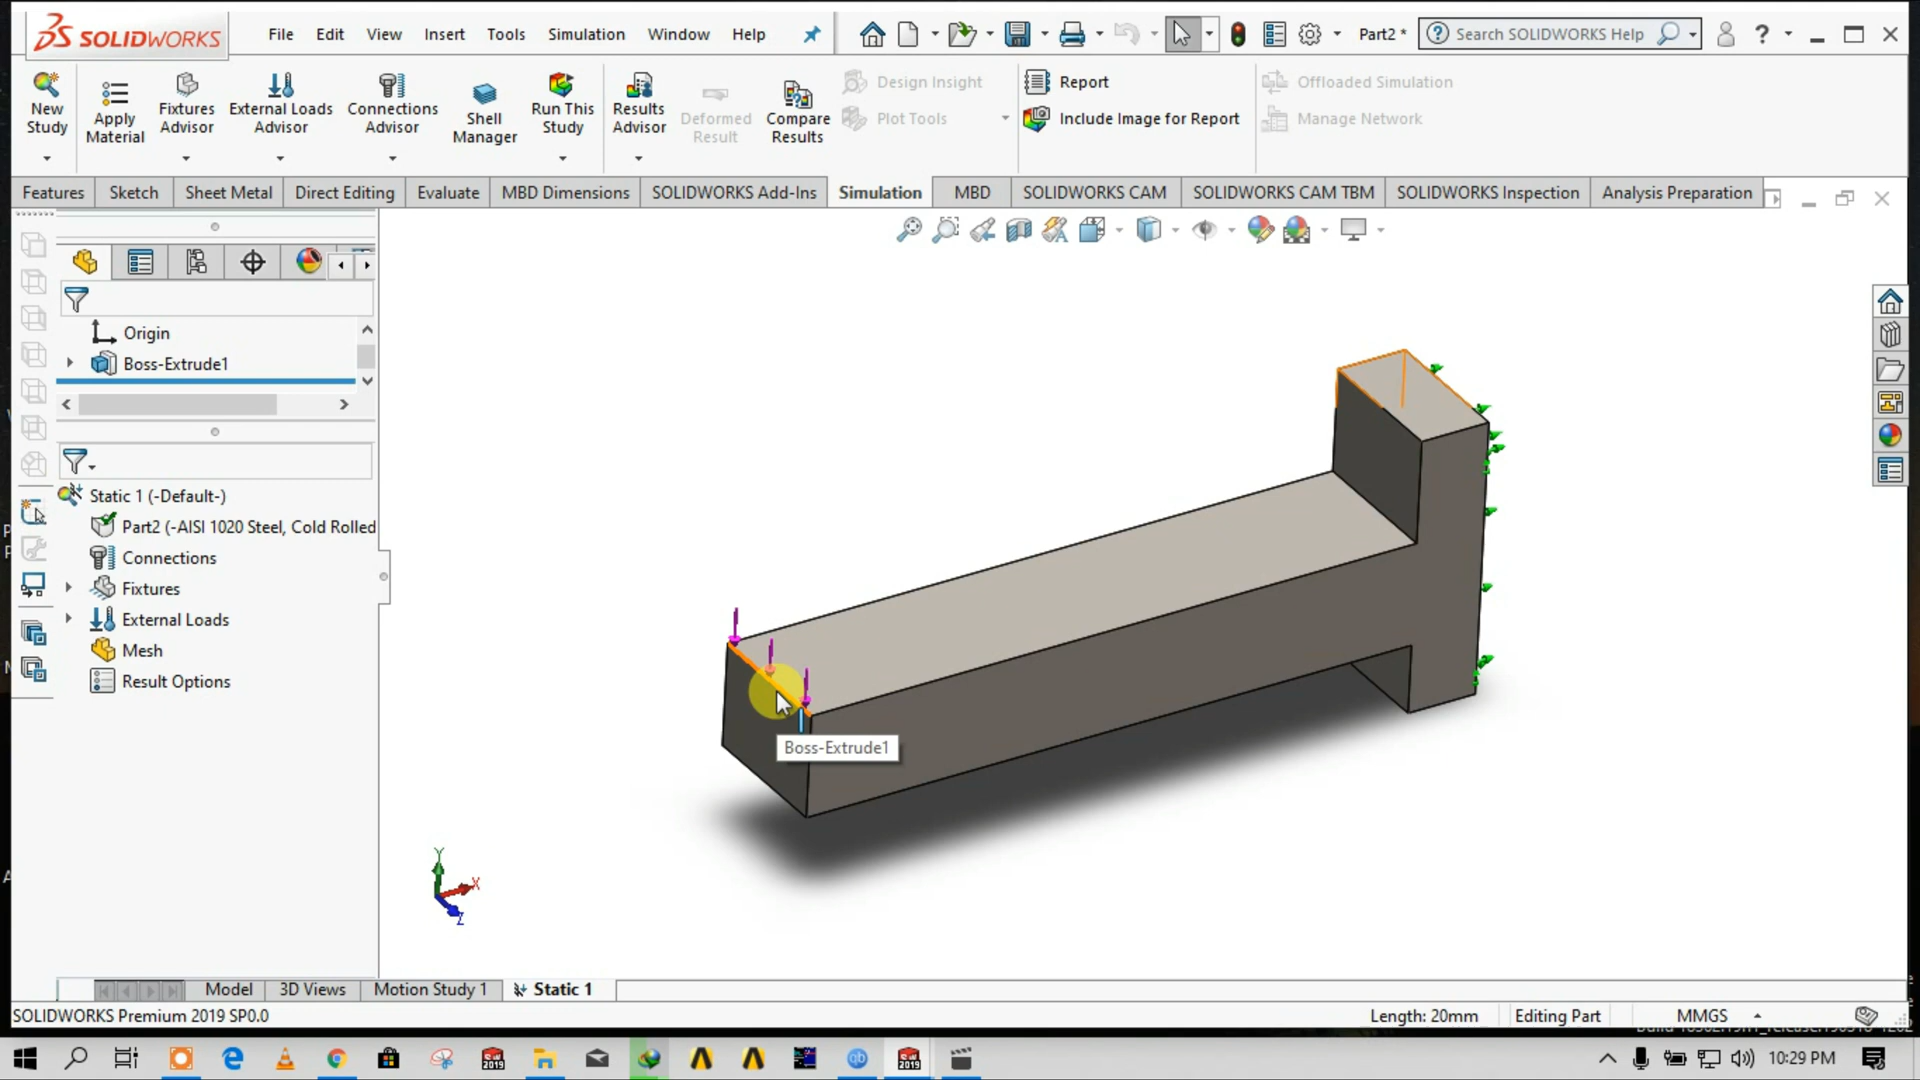 SOLIDWORKS File Edit View Insert Tools Simulation Window Help Part2 * Search SOLIDWORKS Help
New Study
Apply Material
Fixtures Advisor
External Loads Advisor
Connections Advisor
Shell Manager
Run This Study
Results Advisor
Deformed Result
Compare Results
Design Insight
Plot Tools
Report
Include Image for Report
Offloaded Simulation
Manage Network
Features Sketch Sheet Metal Direct Editing Evaluate MBD Dimensions SOLIDWORKS Add-Ins Simulation MBD SOLIDWORKS CAM SOLIDWORKS CAM TBM SOLIDWORKS Inspection Analysis Preparation
Origin
Boss-Extrude1
Static 1 (-Default-)
Part2 (-AISI 1020 Steel, Cold Rolled
Connections
Fixtures
External Loads
Mesh
Result Options
Boss-Extrude1
Y
X
Z
Model 3D Views Motion Study 1 Static 1
SOLIDWORKS Premium 2019 SP0.0 Length: 20mm Editing Part MMGS
qb
2019
2019
10:29 PM